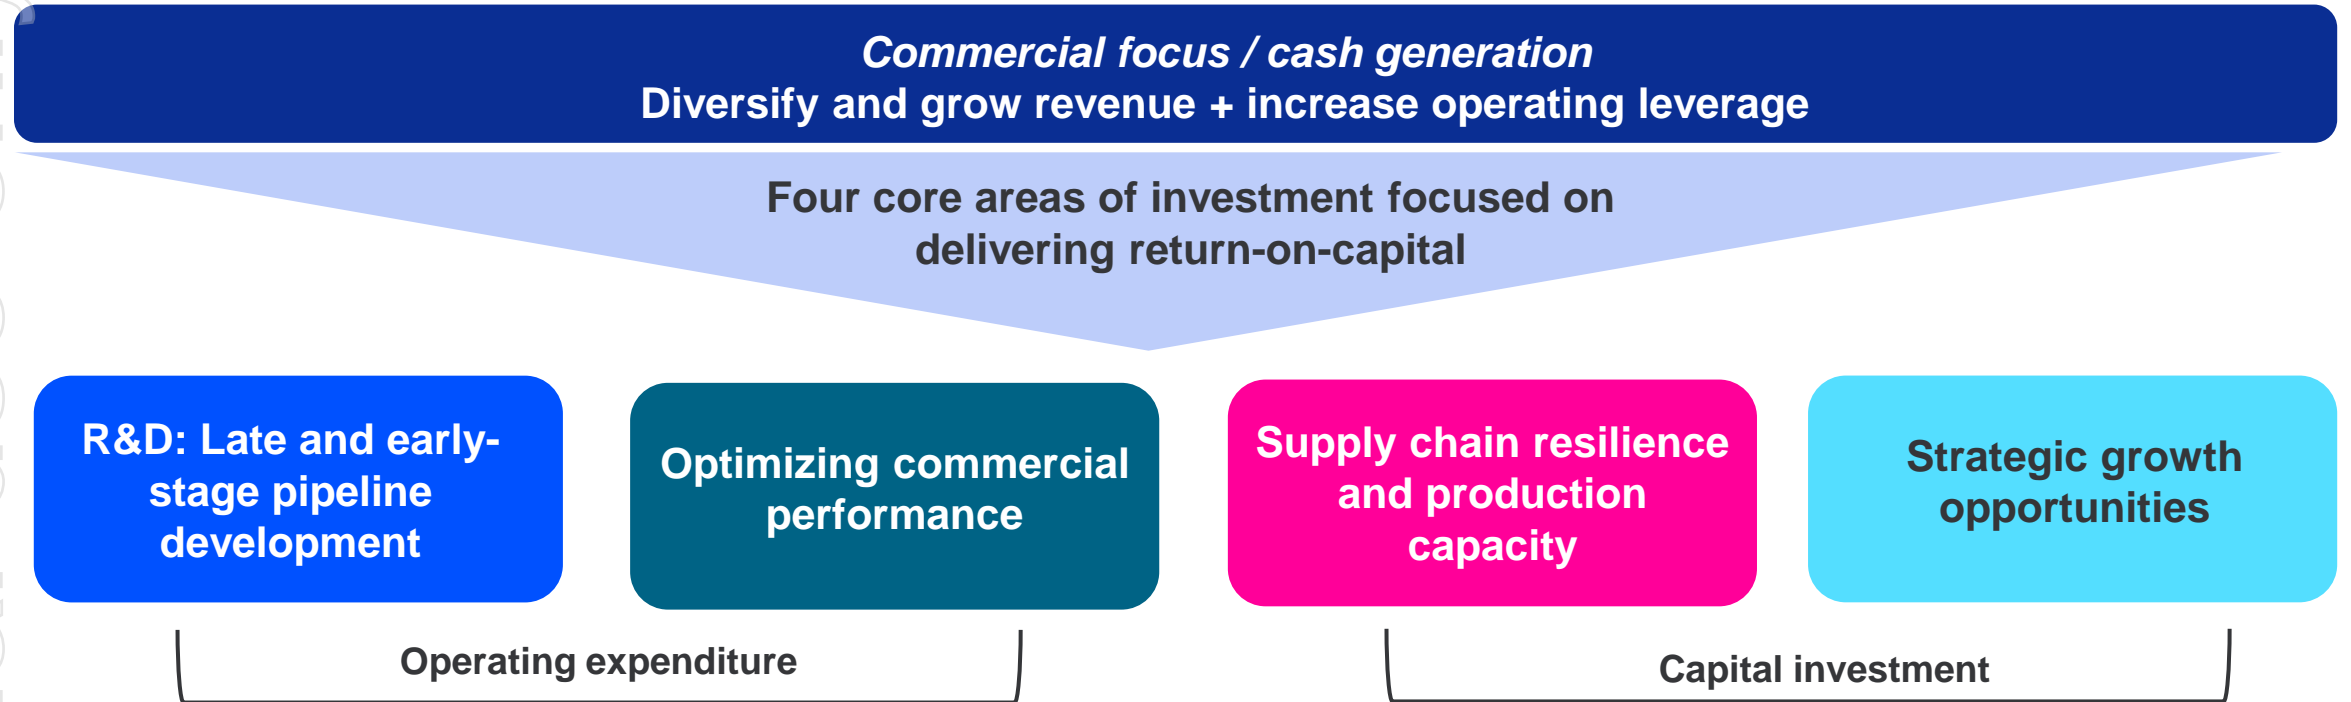 Commercial focus / cash generation
Diversify and grow revenue + increase operating leverage
Four core areas of investment focused on
delivering return-on-capital
R&D: Late and early-
stage pipeline
development
Optimizing commercial
performance
Supply chain resilience
and production
capacity
Strategic growth
opportunities
Operating expenditure
Capital investment